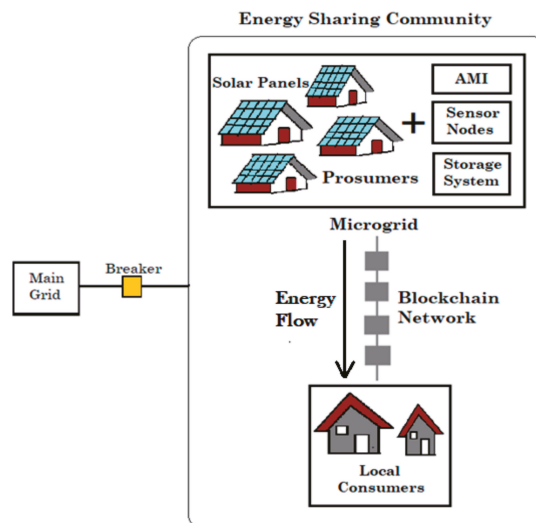 Energy Sharing Community
Solar Panels
AMI
+
Sensor
Nodes
Storage
System
Prosumers
Microgrid
Main
Grid
Breaker
Energy
Flow
Blockchain
Network
Local
Consumers